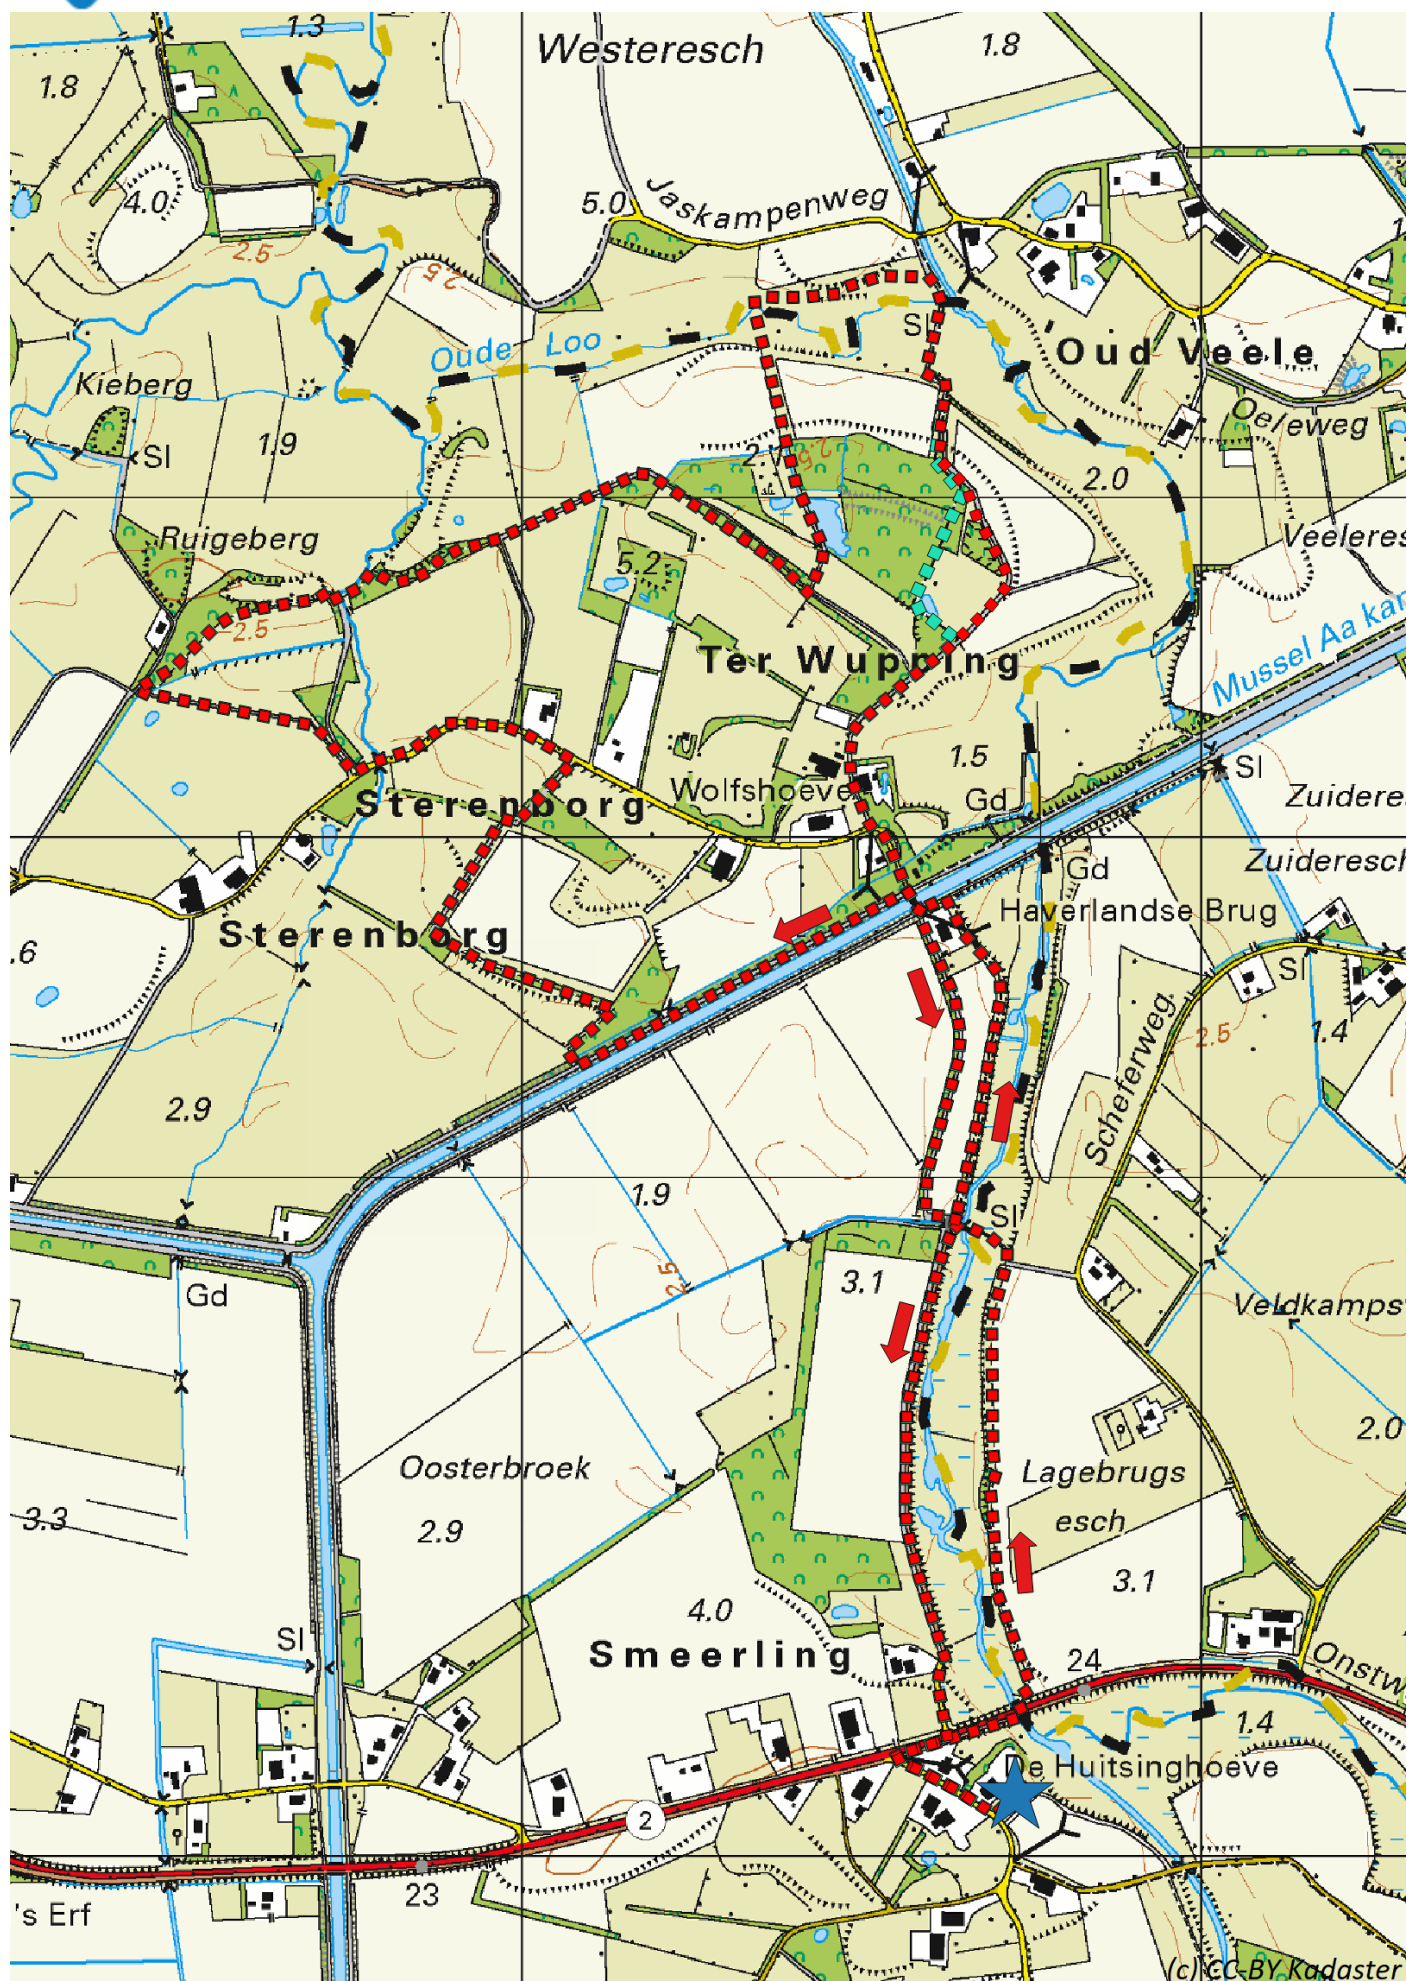 1.3
Westeresch
1.8
1.8
4.0
5.0
Jaskampenweg
2.5
2.5
Oude Loo
Sl
Oud Veele
Kieberg
Oeleweg
1.9
Sl
2.5
2.0
Ruigeberg
Veeleres
5.2
2.5
Ter Wupping
Mussel Aa kan
1.5
Wolfshoeve
Gd
Sl
Sterenborg
Zuidere
Gd
Zuideresch
Haverlandse Brug
Sterenborg
.6
Sl
Scheferweg
2.5
1.4
2.9
1.9
Sl
2.5
3.1
Gd
Veldkamps
2.0
Oosterbroek
Lagebrugs
esch
3.3
2.9
3.1
4.0
Sl
Smeerling
24
Onstw
1.4
De Huitsinghoeve
2
23
's Erf
(c) CC-BY Kadaster